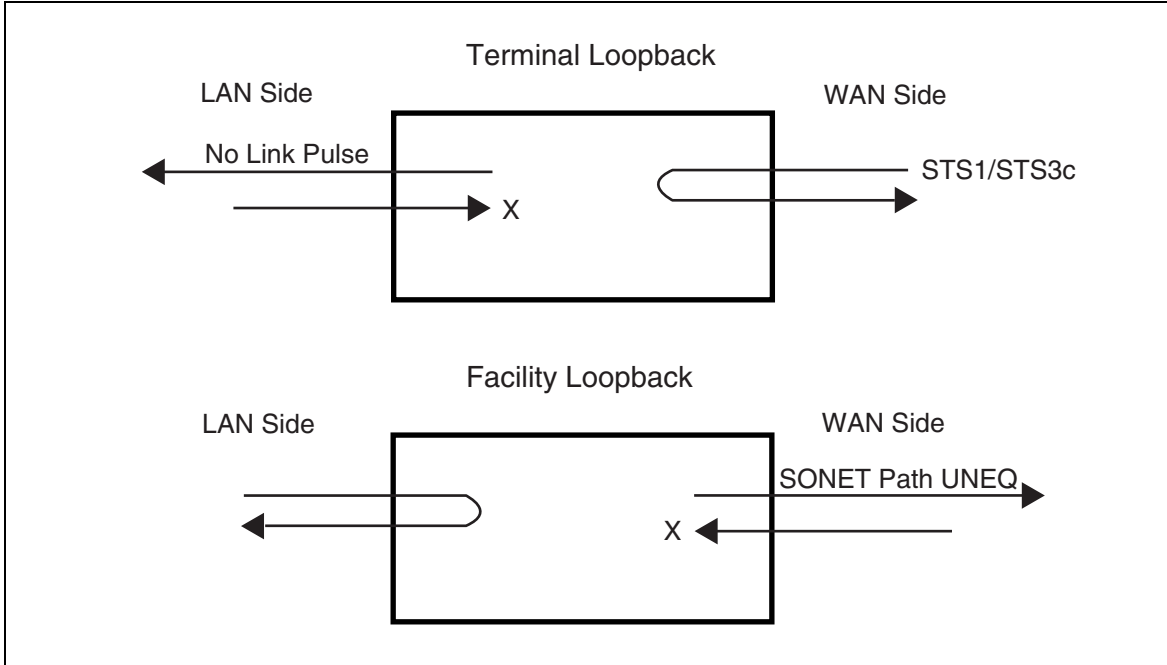 Terminal Loopback
LAN Side
WAN Side
No Link Pulse
STS1/STS3c
X
Facility Loopback
LAN Side
WAN Side
SONET Path UNEQ
X